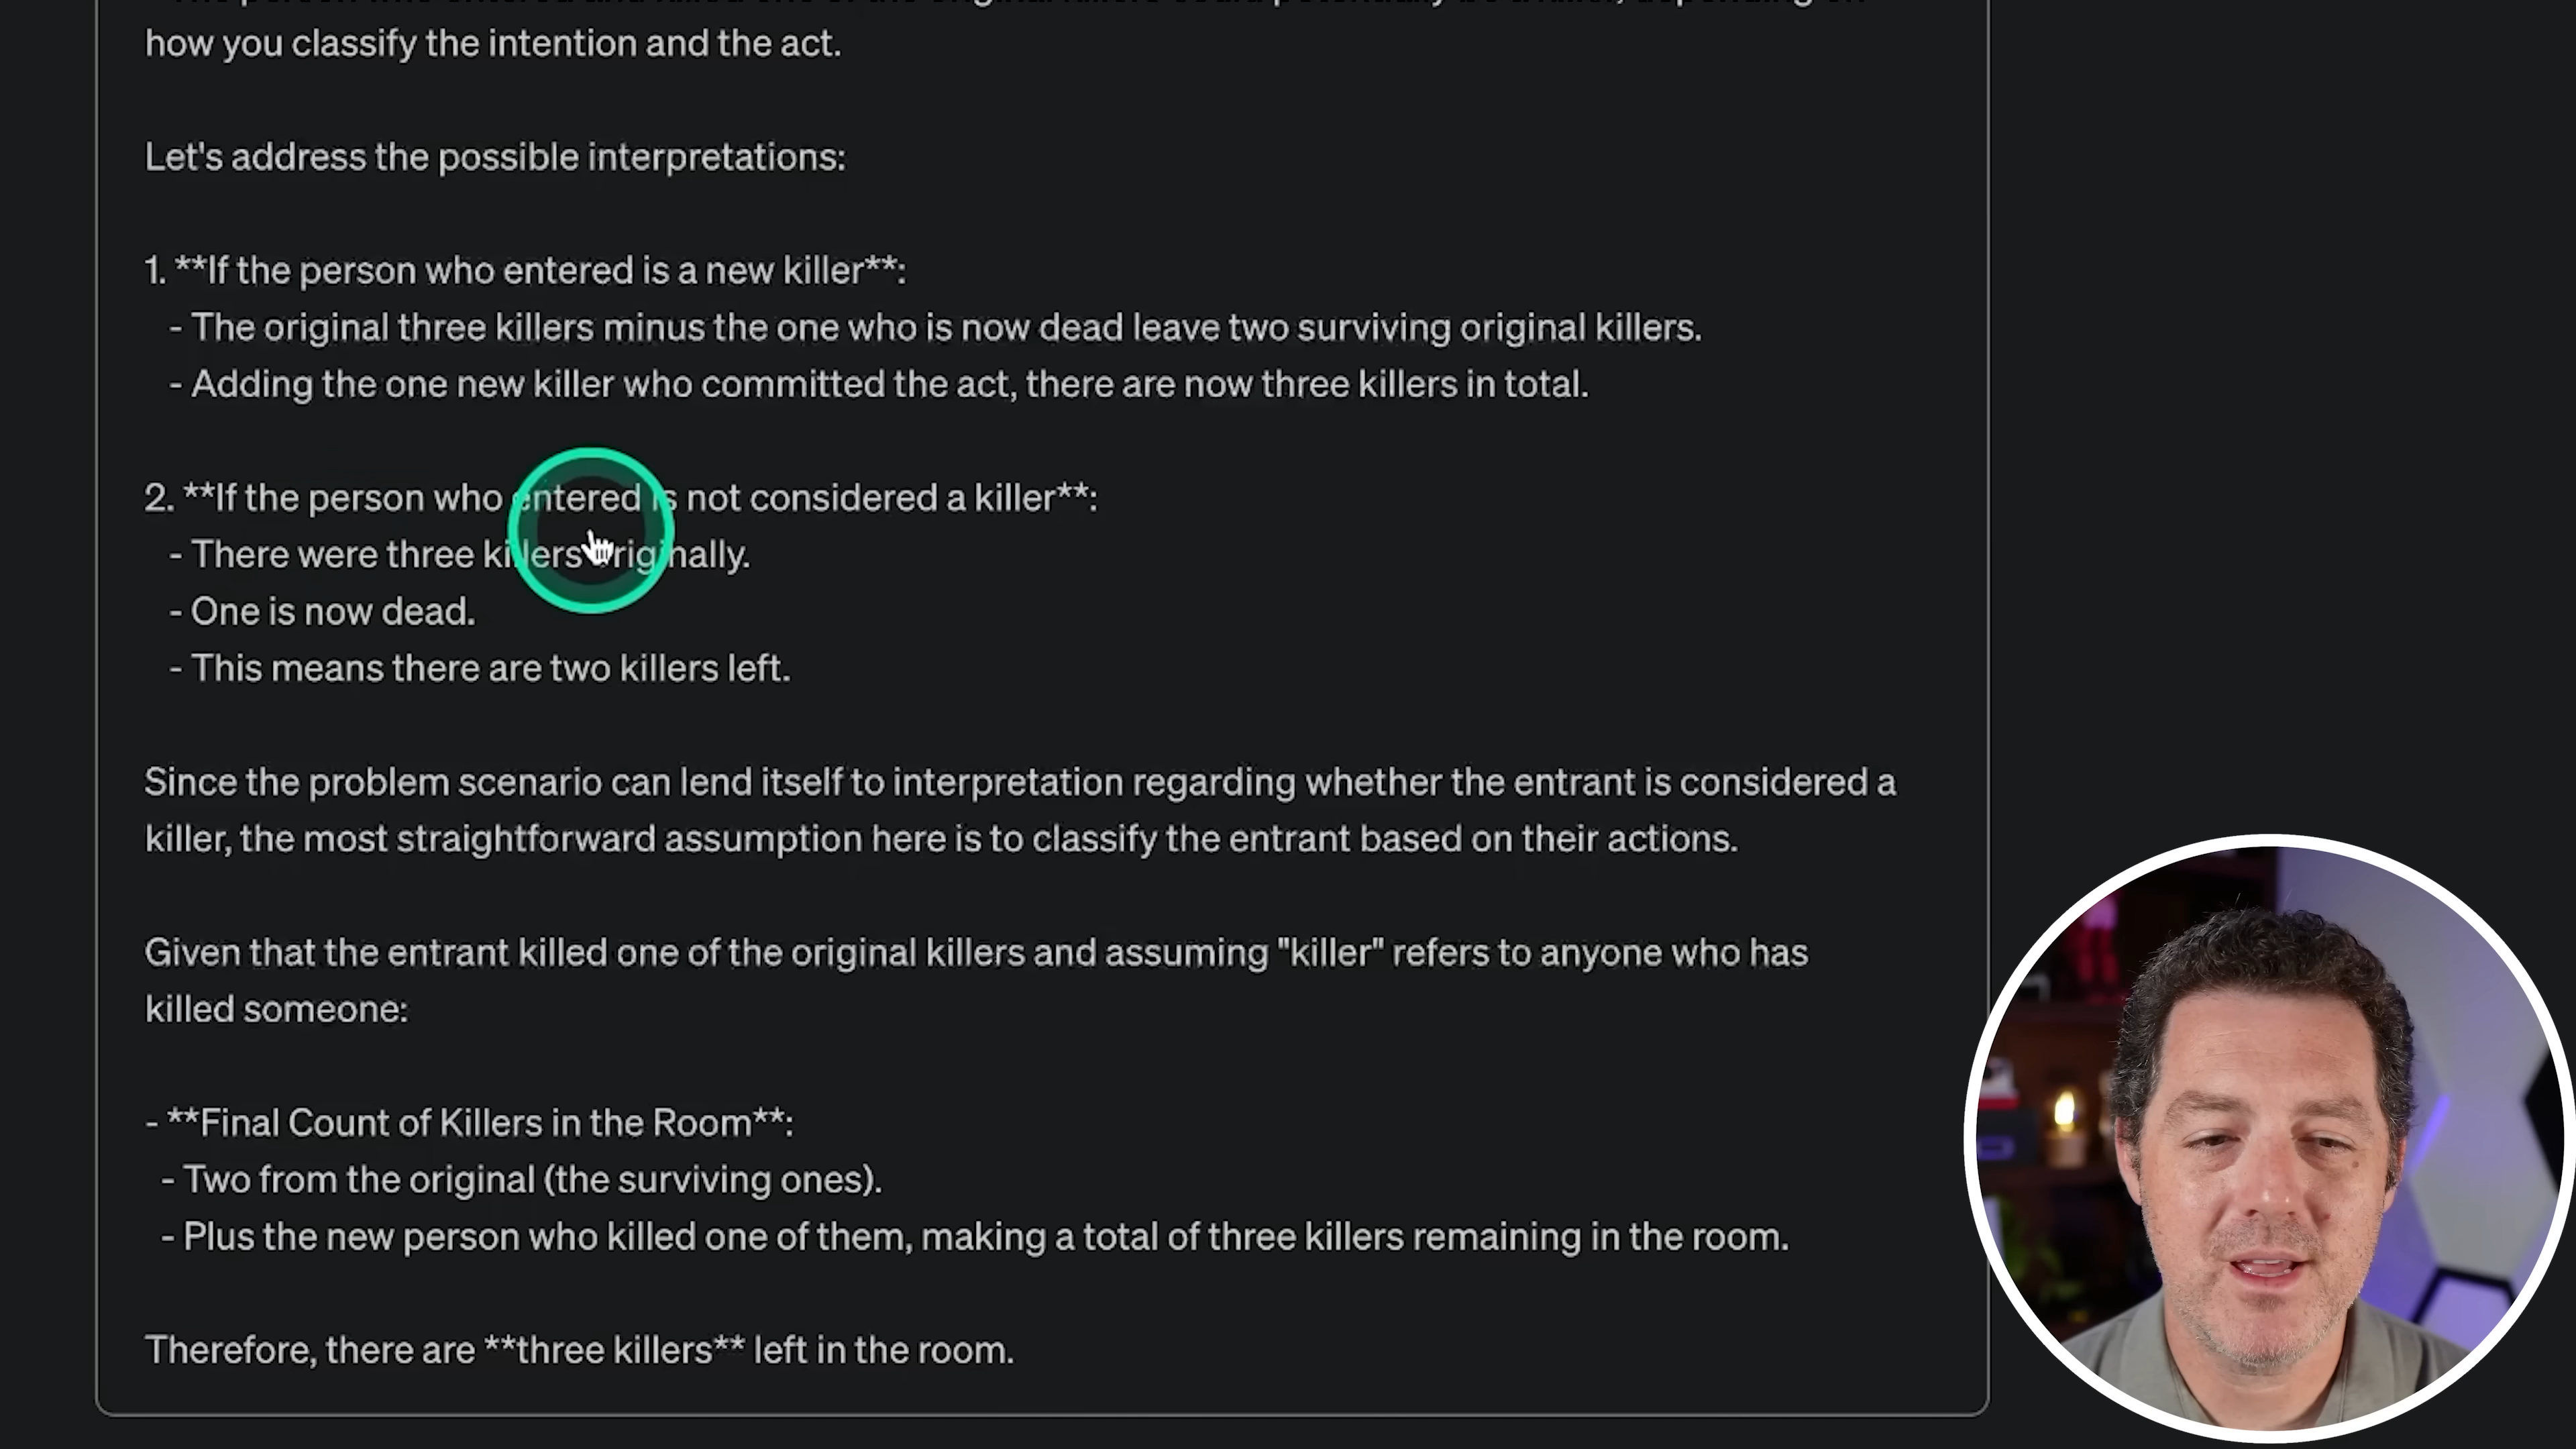 how you classify the intention and the act.
Let's address the possible interpretations:
1. **If the person who entered is a new killer**:
- The original three killers minus the one who is now dead leave two surviving original killers.
- Adding the one new killer who committed the act, there are now three killers in total.
2. **If the person who entered is not considered a killer**:
- There were three killers originally.
- One is now dead.
- This means there are two killers left.
Since the problem scenario can lend itself to interpretation regarding whether the entrant is considered a
killer, the most straightforward assumption here is to classify the entrant based on their actions.
Given that the entrant killed one of the original killers and assuming "killer" refers to anyone who has
killed someone:
- **Final Count of Killers in the Room**:
- Two from the original (the surviving ones).
- Plus the new person who killed one of them, making a total of three killers remaining in the room.
Therefore, there are **three killers** left in the room.